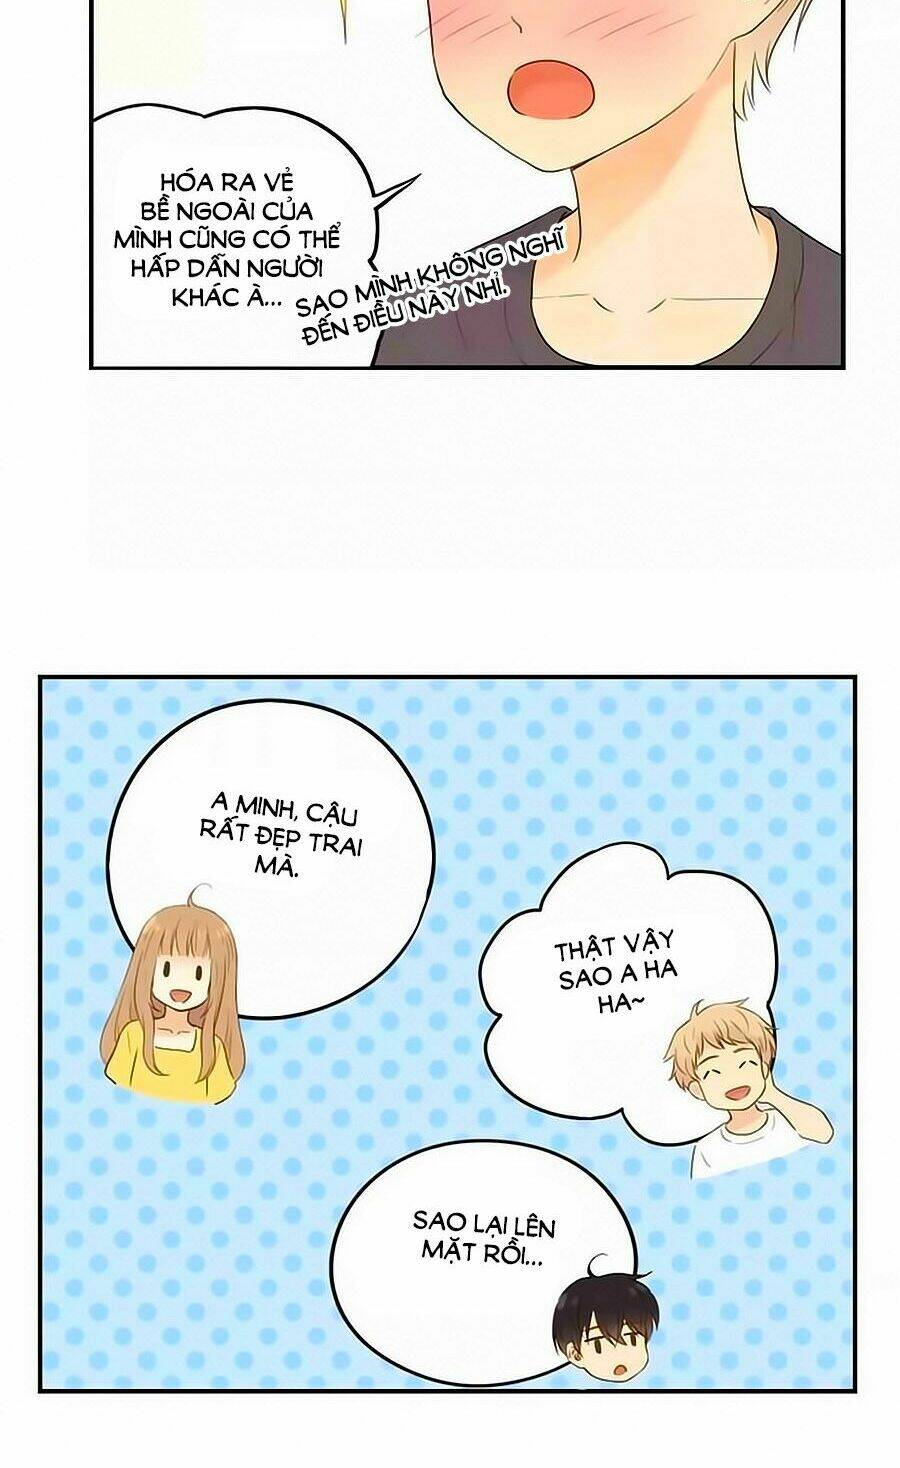 HÓA RA VẺ
BỀ NGOÀI CỦA
MÌNH CŨNG CÓ THỂ
HẤP DẪN NGƯỜI
KHÁC À...
SAO MÌNH KHÔNG NGHĨ
ĐẾN ĐIỀU NÀY NHỈ.
A MINH, CẬU
RẤT ĐẸP TRAI
MÀ.
THẬT VẬY
SAO A HA
HA~
SAO LẠI LÊN
MẶT RỒI...